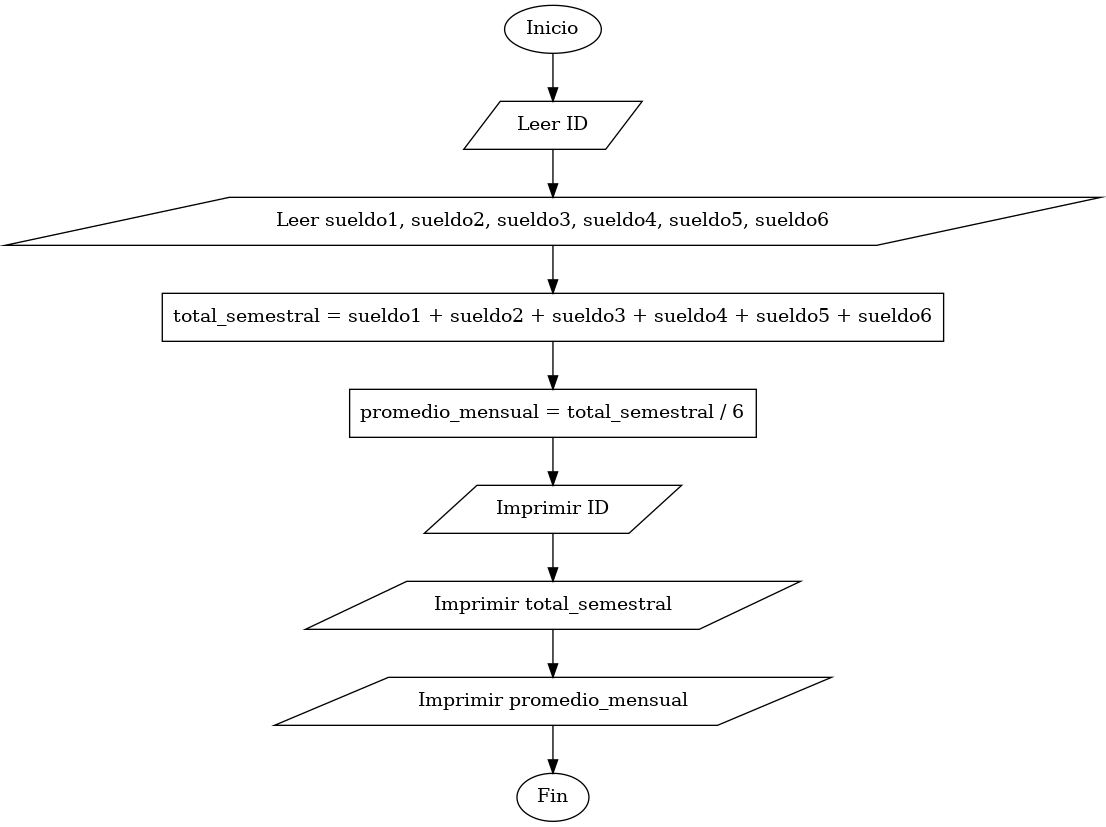 Inicio
Leer ID
Leer sueldo1, sueldo2, sueldo3, sueldo4, sueldo5, sueldo6
total_semestral = sueldo1 + sueldo2 + sueldo3 + sueldo4 + sueldo5 + sueldo6
promedio_mensual = total_semestral / 6
Imprimir ID
Imprimir total_semestral
Imprimir promedio_mensual
Fin